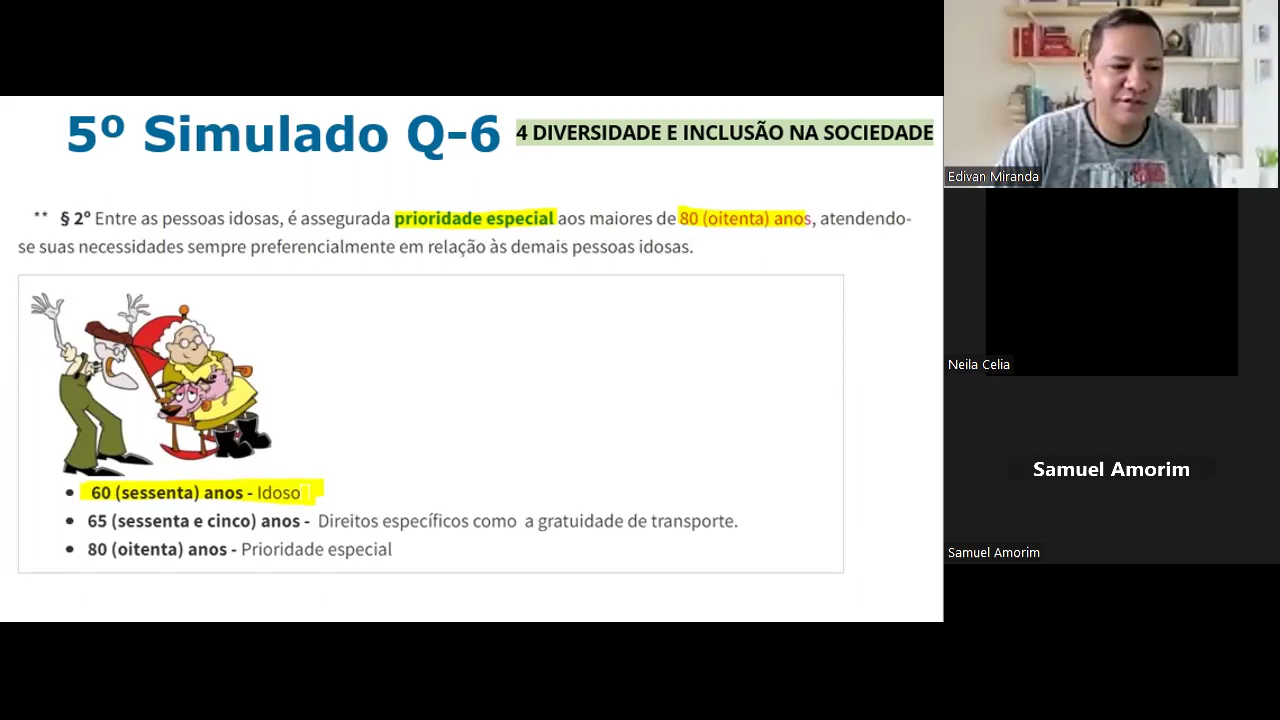 5º Simulado Q-6
4 DIVERSIDADE E INCLUSÃO NA SOCIEDADE
** § 2º Entre as pessoas idosas, é assegurada prioridade especial aos maiores de 80 (oitenta) anos, atendendo-
se suas necessidades sempre preferencialmente em relação às demais pessoas idosas.
• 60 (sessenta) anos - Idoso
• 65 (sessenta e cinco) anos - Direitos específicos como a gratuidade de transporte.
• 80 (oitenta) anos - Prioridade especial
Edivan Miranda
Neila Celia
Samuel Amorim
Samuel Amorim